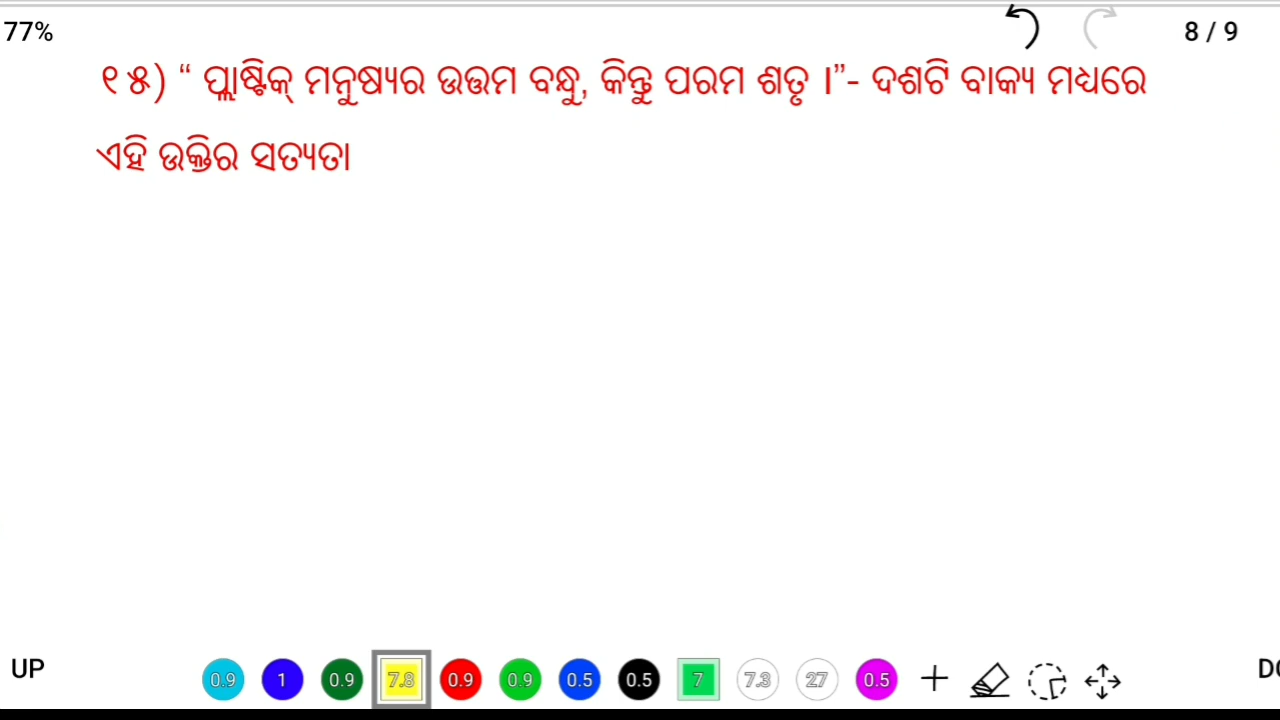 77%
8 / 9
୧୫) “ ପ୍ଲାଷ୍ଟିକ୍ ମନୁଷ୍ୟର ଉତ୍ତମ ବନ୍ଧୁ, କିନ୍ତୁ ପରମ ଶତୃ ।”- ଦଶଟି ବାକ୍ୟ ମଧ୍ୟରେ
ଏହି ଉକ୍ତିର ସତ୍ୟତା
UP
0.9 1 0.9 7.8 0.9 0.9 0.5 0.5 7 7.3 27 0.5